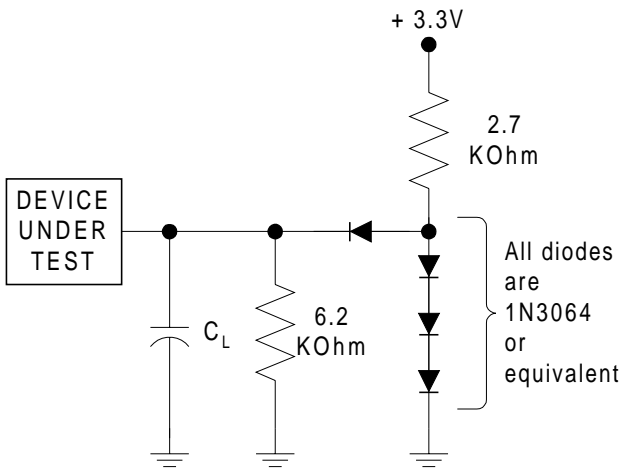 + 3.3V
2.7
KOhm
DEVICE
UNDER
TEST
C_L
6.2
KOhm
All diodes
are
1N3064
or
equivalent